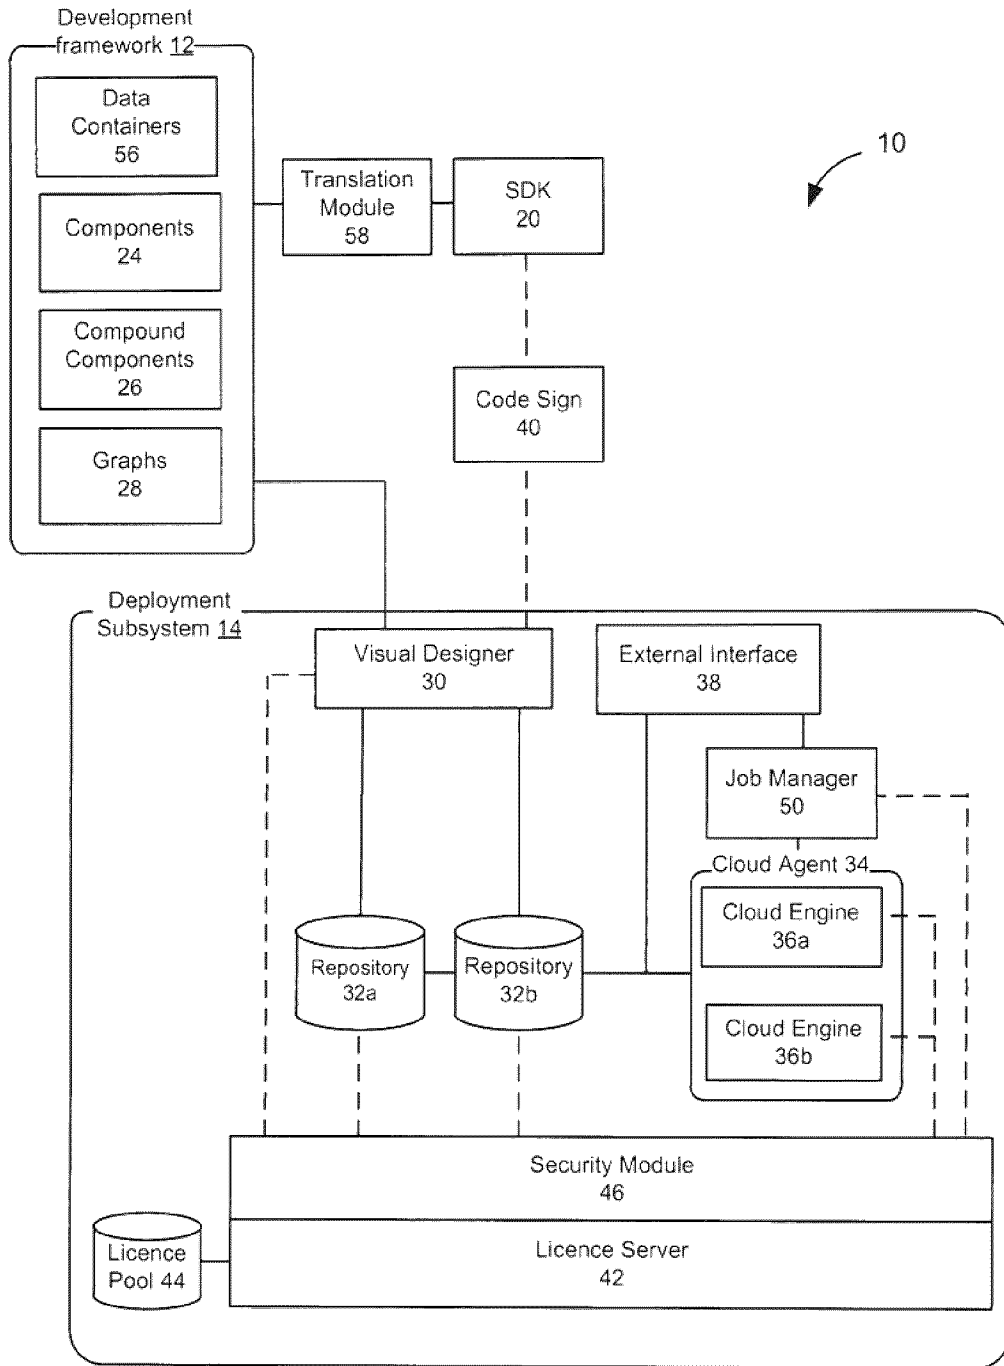 Development
framework 12
Data
Containers
56
Components
24
Compound
Components
26
Graphs
28
Translation
Module
58
SDK
20
10
Code Sign
40
Deployment
Subsystem 14
Visual Designer
30
External Interface
38
Job Manager
50
Cloud Agent 34
Cloud Engine
36a
Cloud Engine
36b
Repository
32a
Repository
32b
Security Module
46
Licence Server
42
Licence
Pool 44